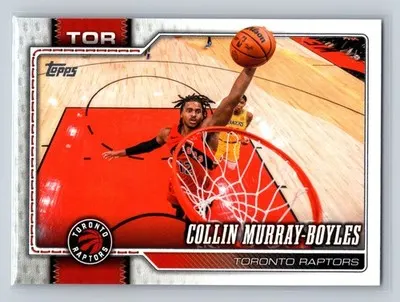 TOR
Topps
COLLIN MURRAY-BOYLES
TORONTO RAPTORS
TORONTO
RAPTORS